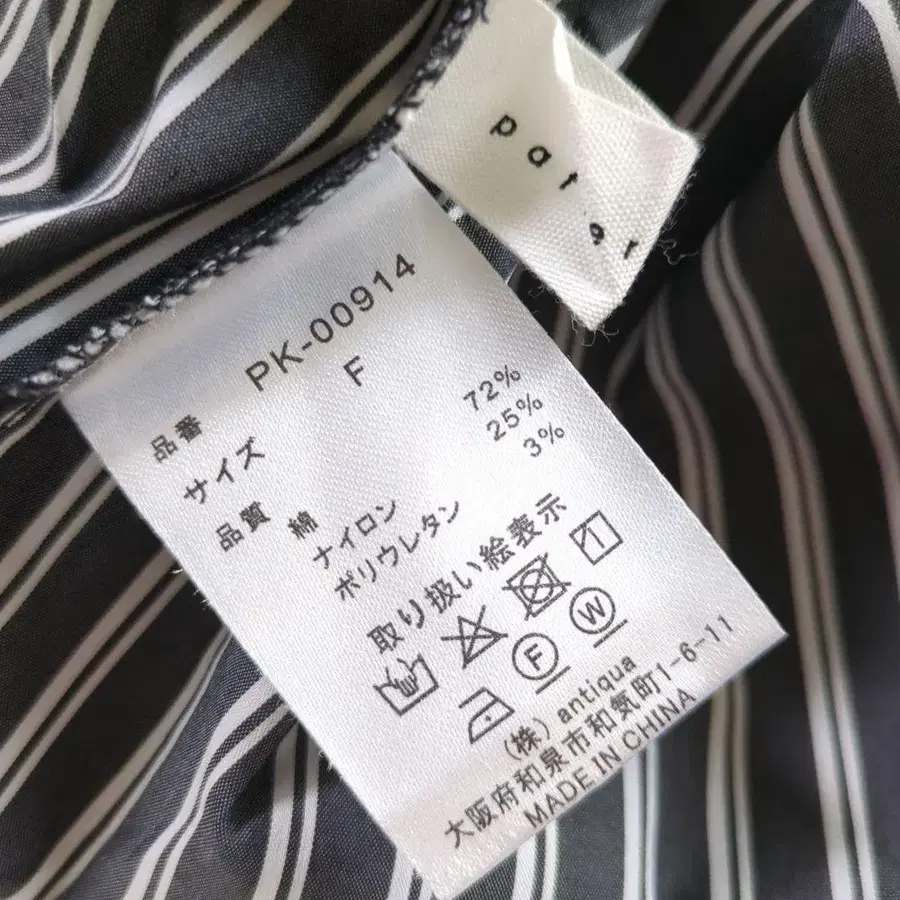 par ar
品番 PK-00914
サイズ F
品質 綿 72%
ナイロン 25%
ポリウレタン 3%
取り扱い絵表示
F W
(株) antiqua
大阪府和泉市和気町1-6-11
MADE IN CHINA